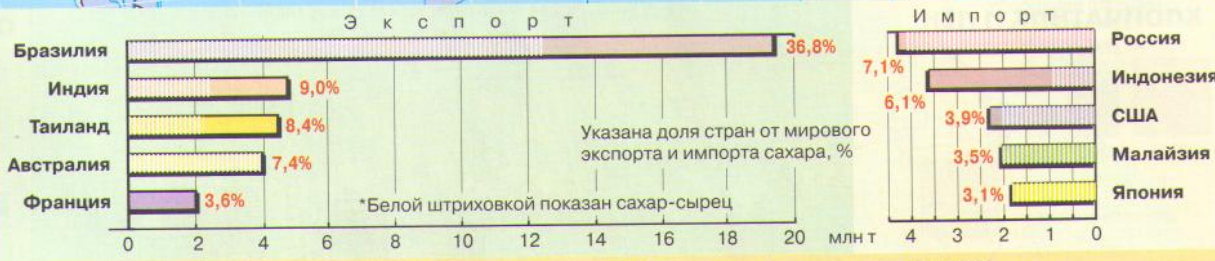 Экспорт
Импорт
Бразилия
36,8%
Россия
7,1%
Индия
9,0%
Индонезия
6,1%
Таиланд
8,4%
США
3,9%
Указана доля стран от мирового
экспорта и импорта сахара, %
Австралия
7,4%
Малайзия
3,5%
Франция
3,6%
Япония
3,1%
*Белой штриховкой показан сахар-сырец
0 2 4 6 8 10 12 14 16 18 20 млн т 4 3 2 1 0